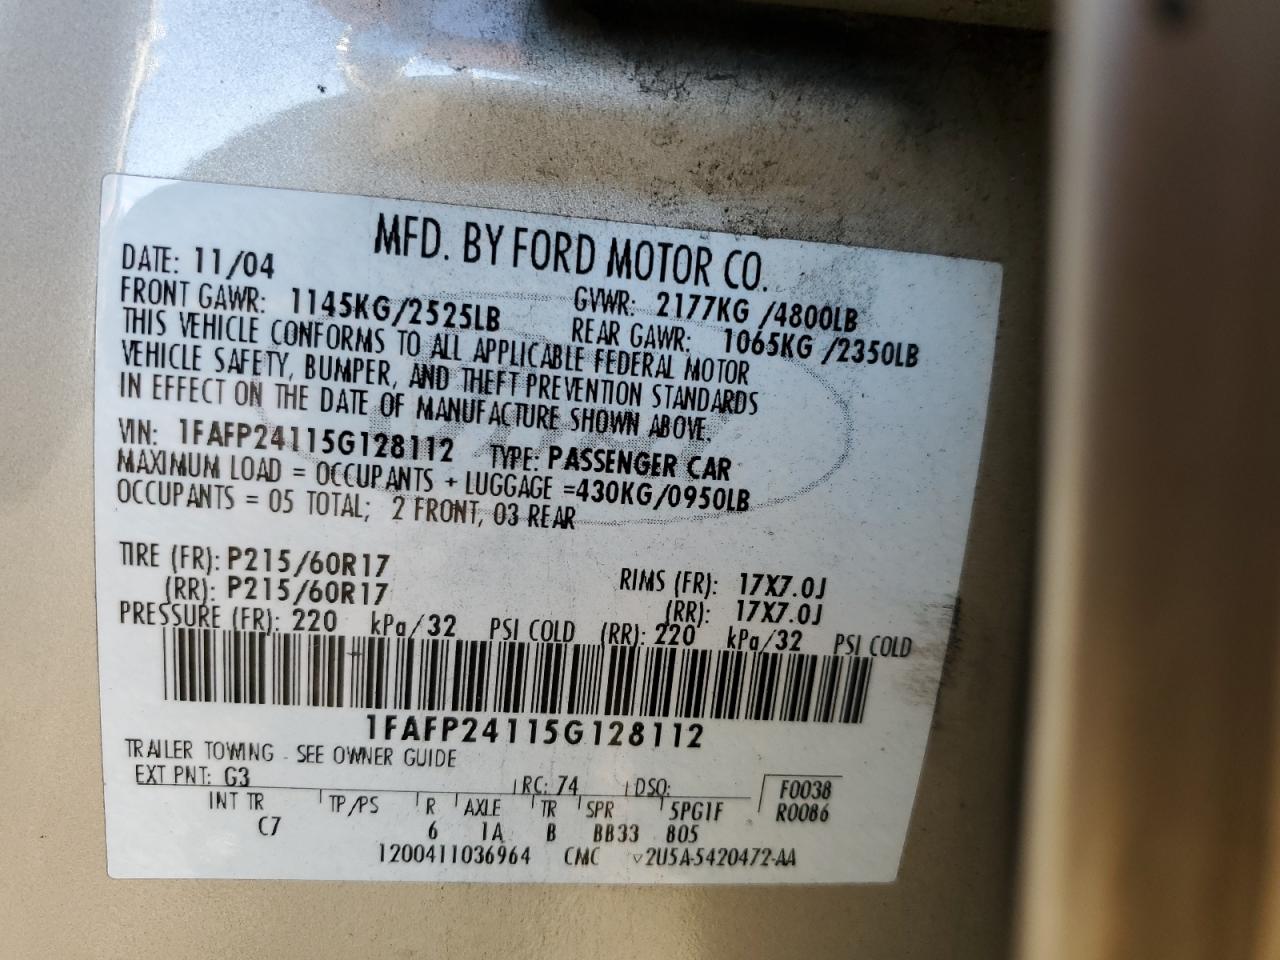 MFD. BY FORD MOTOR CO.
DATE: 11/04 GVWR: 2177KG /4800LB
FRONT GAWR: 1145KG/2525LB REAR GAWR: 1065KG /2350LB
THIS VEHICLE CONFORMS TO ALL APPLICABLE FEDERAL MOTOR
VEHICLE SAFETY, BUMPER, AND THEFT PREVENTION STANDARDS
IN EFFECT ON THE DATE OF MANUFACTURE SHOWN ABOVE.
VIN: 1FAFP24115G128112 TYPE: PASSENGER CAR
MAXIMUM LOAD = OCCUPANTS + LUGGAGE =430KG/0950LB
OCCUPANTS = 05 TOTAL; 2 FRONT, 03 REAR
TIRE (FR): P215/60R17 RIMS (FR): 17X7.0J
(RR): P215/60R17 (RR): 17X7.0J
PRESSURE (FR): 220 kPa/32 PSI COLD (RR): 220 kPa/32 PSI COLD
1FAFP24115G128112
TRAILER TOWING - SEE OWNER GUIDE
EXT PNT: G3 RC: 74 DSO: F0038
INT TR TP/PS R AXLE TR SPR 5PG1F R0086
C7 6 1A B BB33 805
1200411036964 CMC ▽2U5A-5420472-AA